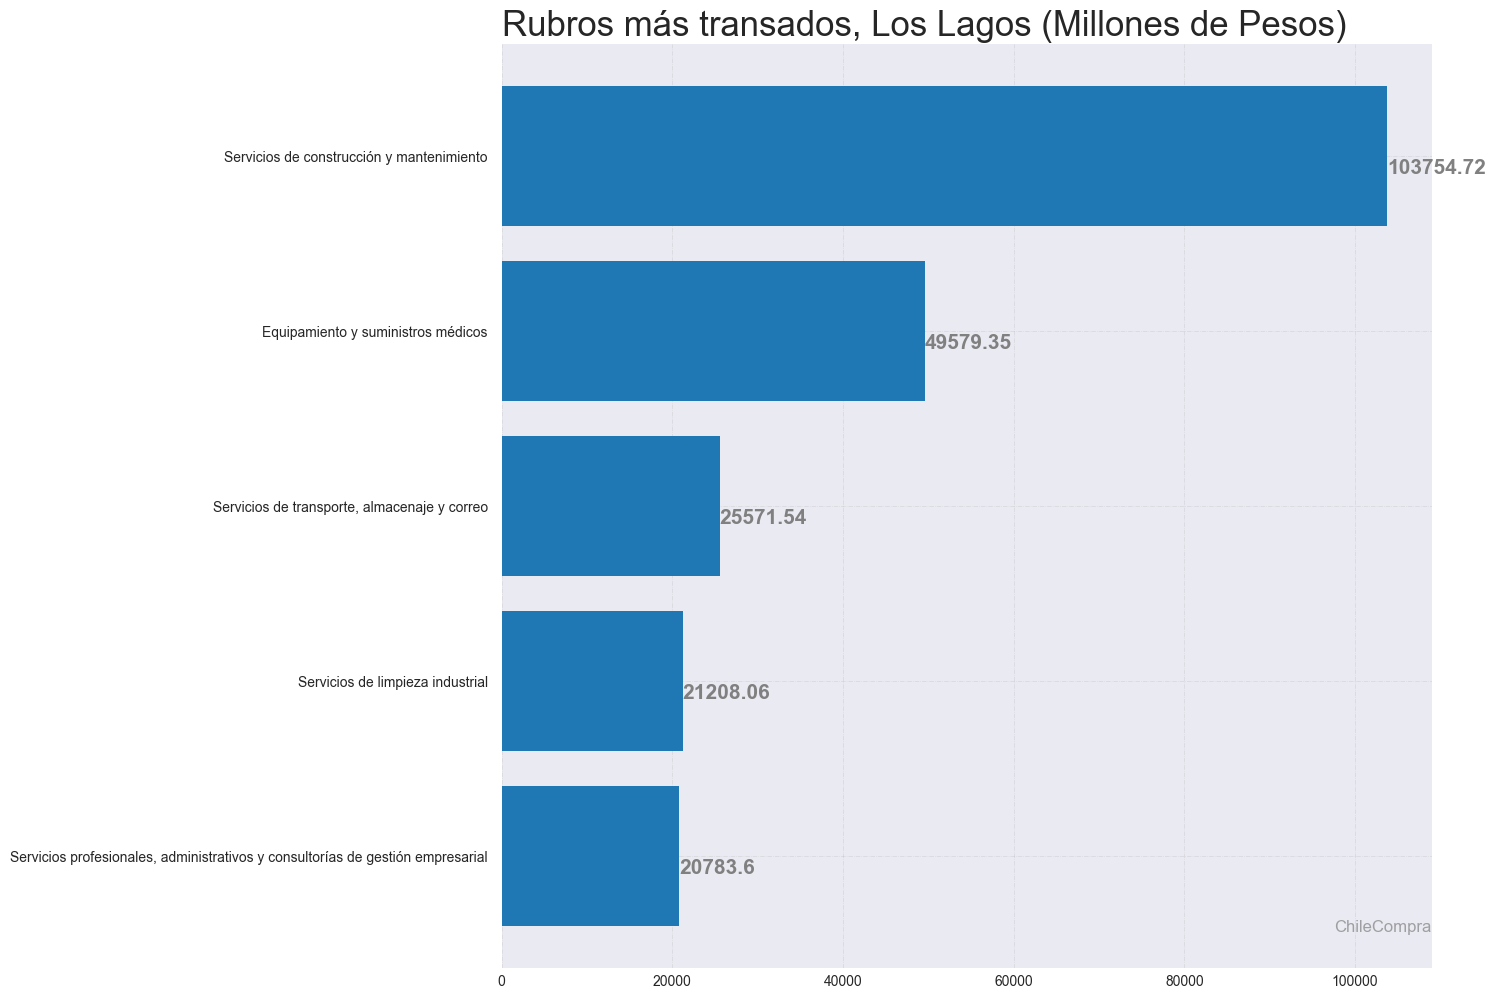 Rubros más transados, Los Lagos (Millones de Pesos)
Servicios de construcción y mantenimiento
103754.72
Equipamiento y suministros médicos
49579.35
Servicios de transporte, almacenaje y correo
25571.54
Servicios de limpieza industrial
21208.06
Servicios profesionales, administrativos y consultorías de gestión empresarial
20783.6
ChileCompra
0 20000 40000 60000 80000 100000